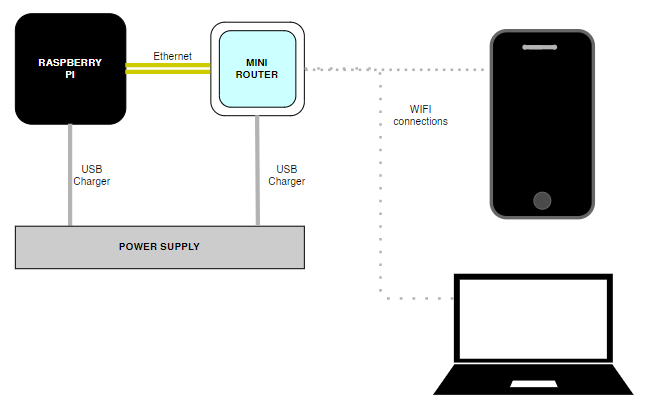 RASPBERRY
PI
Ethernet
MINI
ROUTER
WIFI
connections
USB
Charger
USB
Charger
POWER SUPPLY